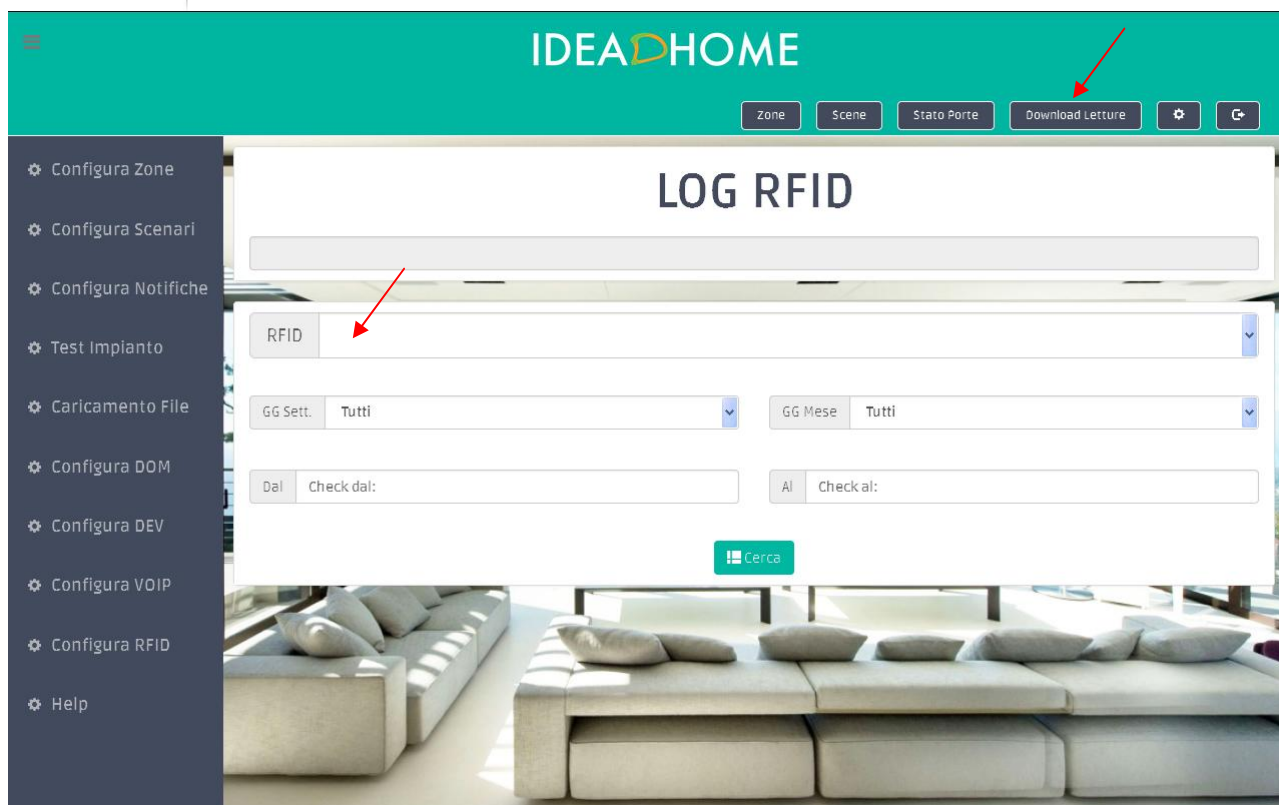 IDEADHOME
Zone Scene Stato Porte Download Letture
Configura Zone
Configura Scenari
Configura Notifiche
Test Impianto
Caricamento File
Configura DOM
Configura DEV
Configura VOIP
Configura RFID
Help
LOG RFID
RFID
GG Sett. Tutti GG Mese Tutti
Dal Check dal: Al Check al:
Cerca